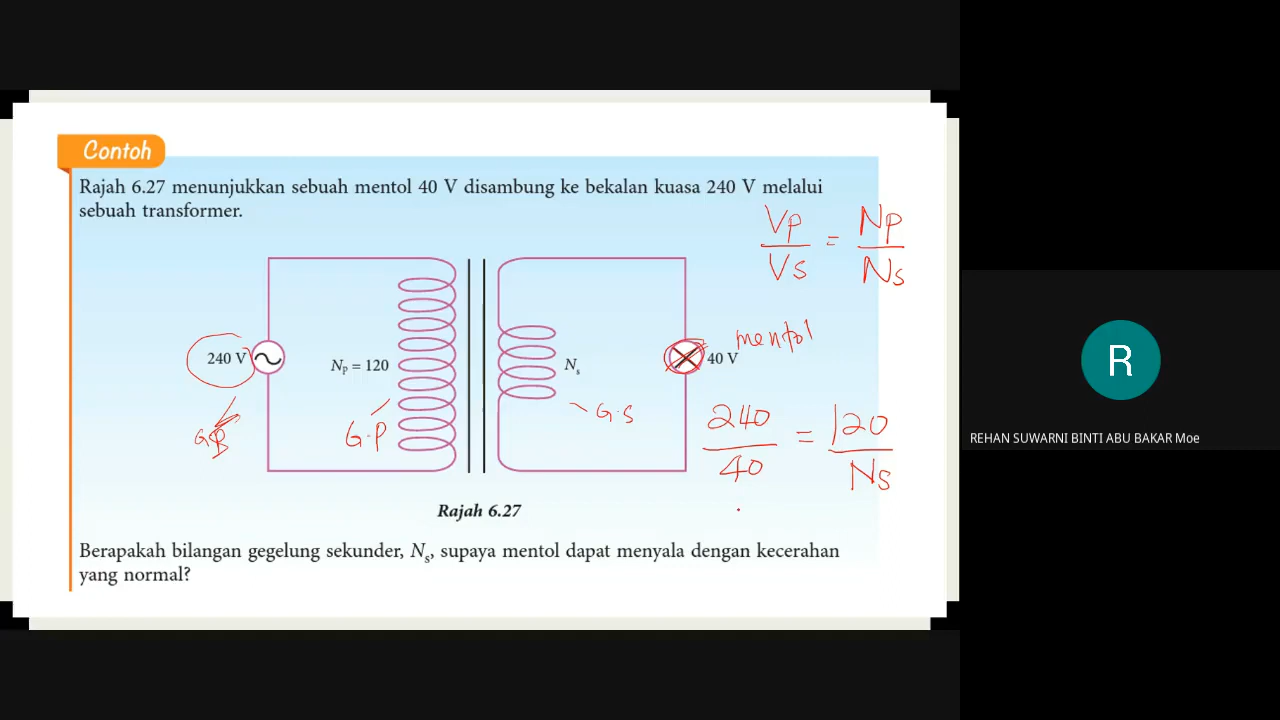 Contoh
Rajah 6.27 menunjukkan sebuah mentol 40 V disambung ke bekalan kuasa 240 V melalui
sebuah transformer.
Vp = Np
Vs Ns
240 V
Np = 120
Ns
40 V
mentol
G.P
G.S
240 = 120
40 Ns
Rajah 6.27
Berapakah bilangan gegelung sekunder, Ns, supaya mentol dapat menyala dengan kecerahan
yang normal?
R
REHAN SUWARNI BINTI ABU BAKAR Moe